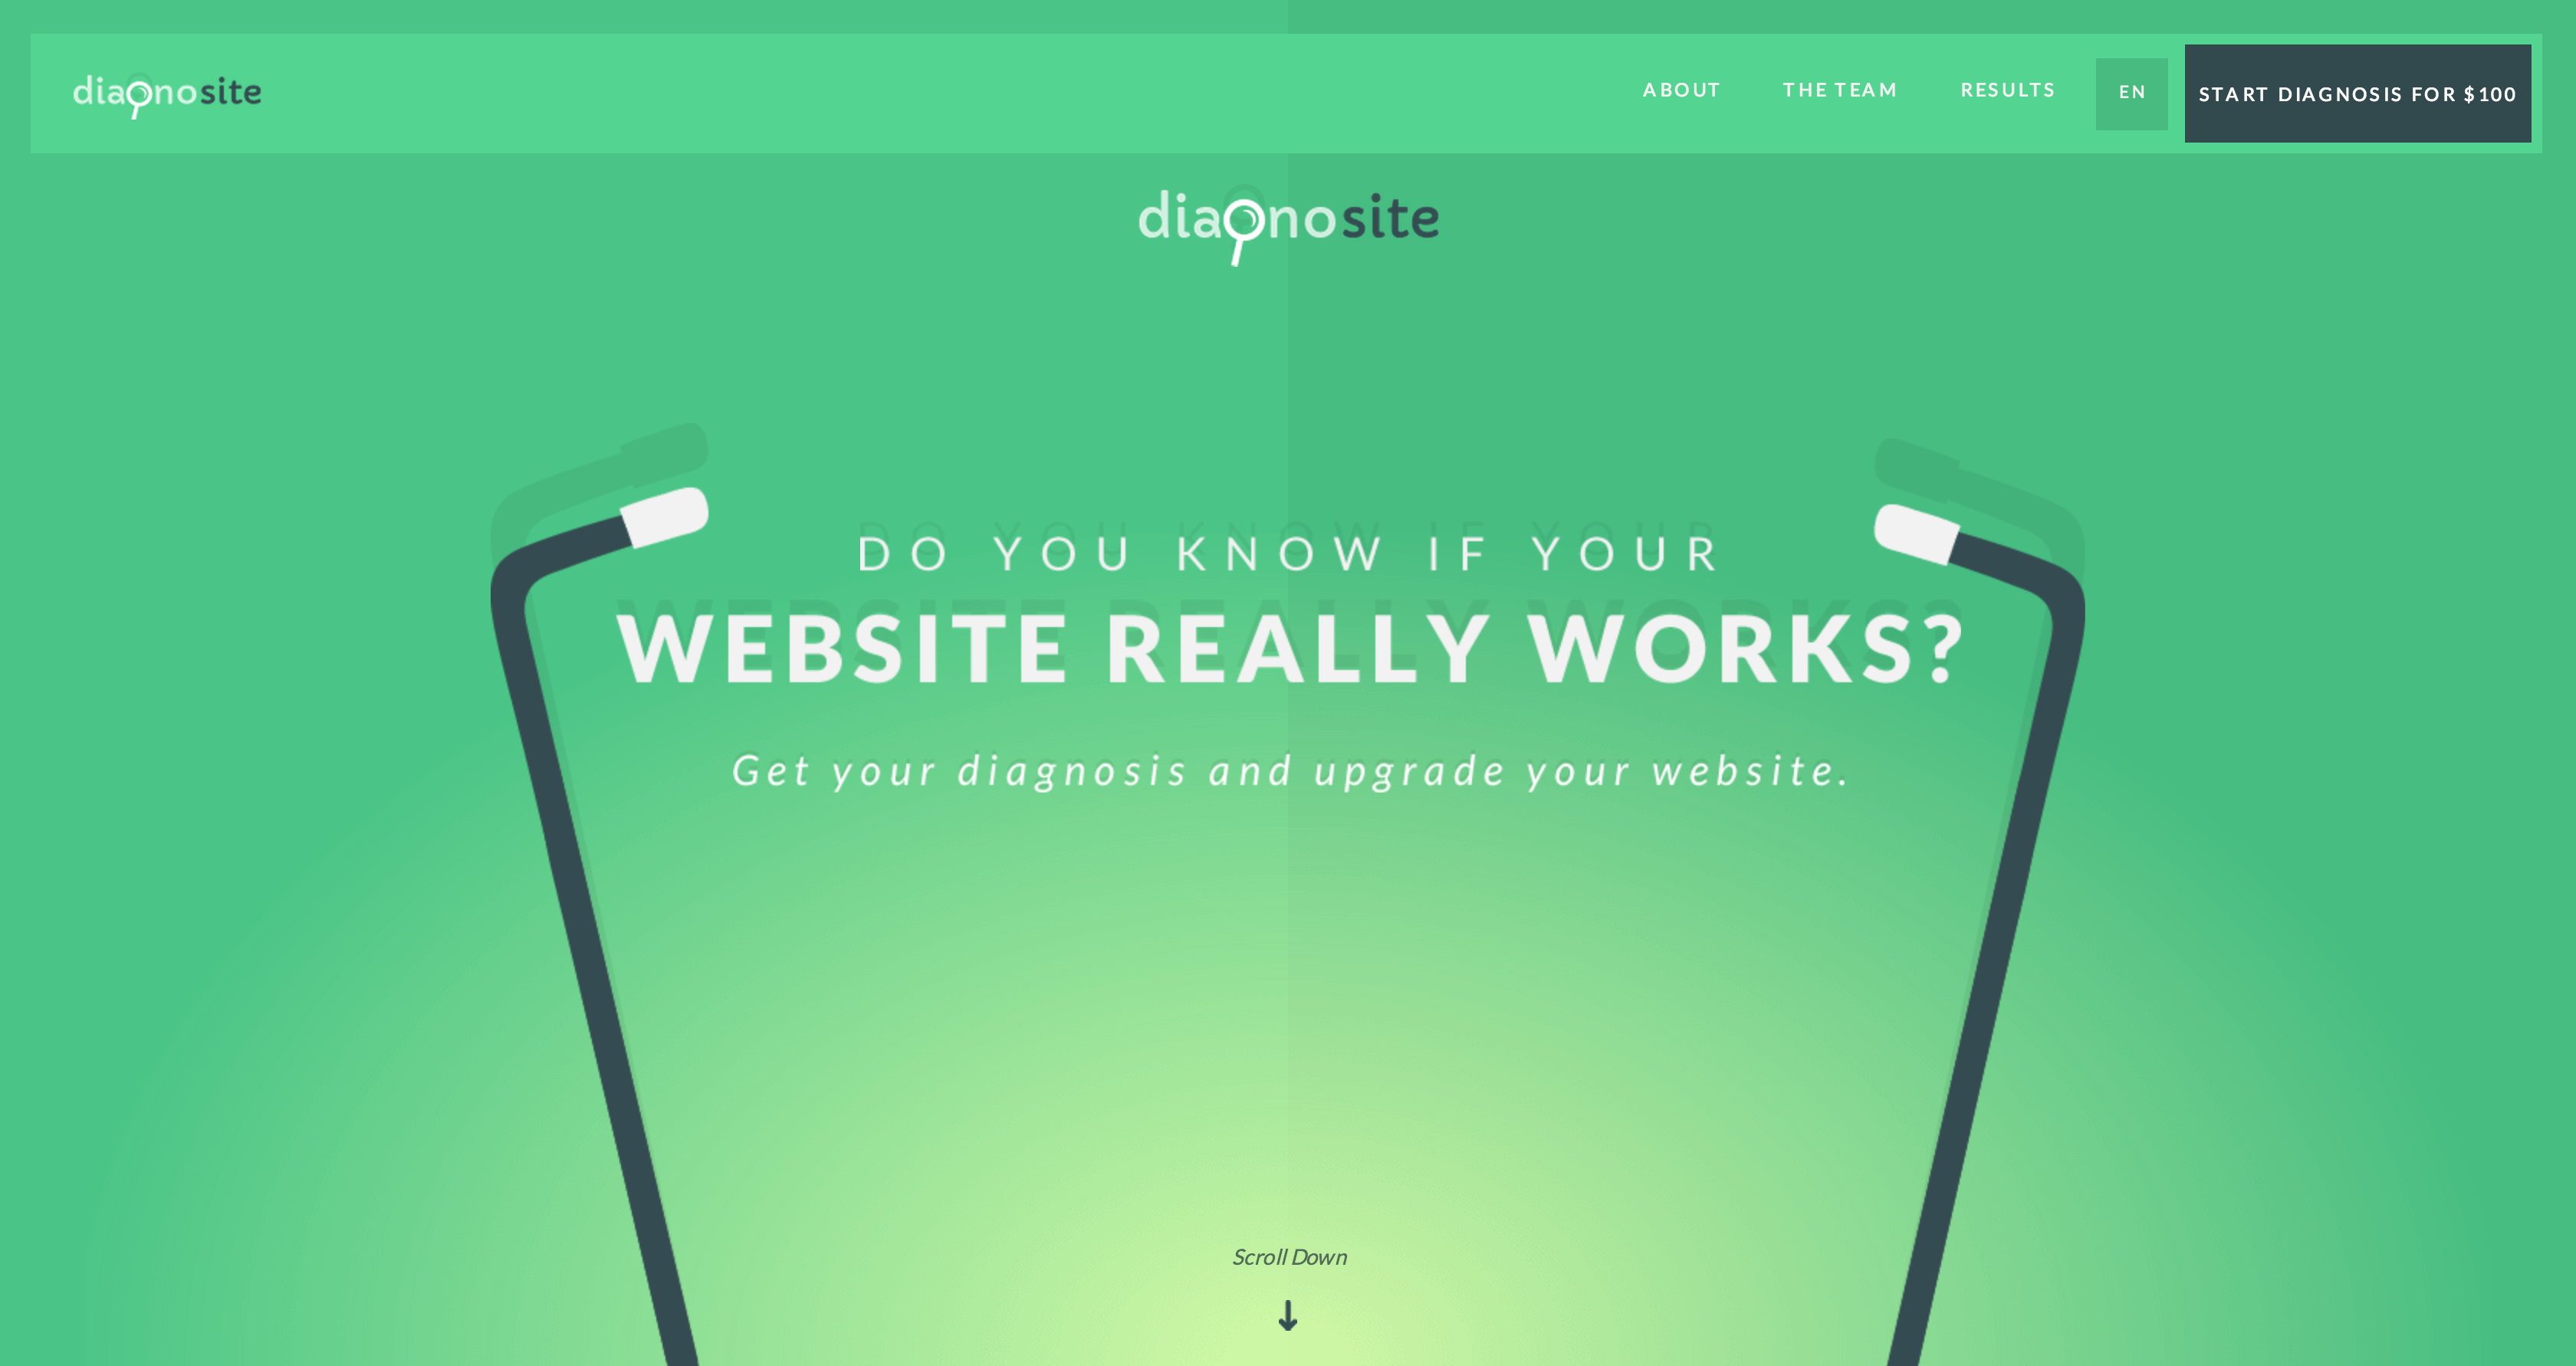 diagnosite
ABOUT
THE TEAM
RESULTS
EN
START DIAGNOSIS FOR $100
diagnosite
DO YOU KNOW IF YOUR
WEBSITE REALLY WORKS?
Get your diagnosis and upgrade your website.
Scroll Down